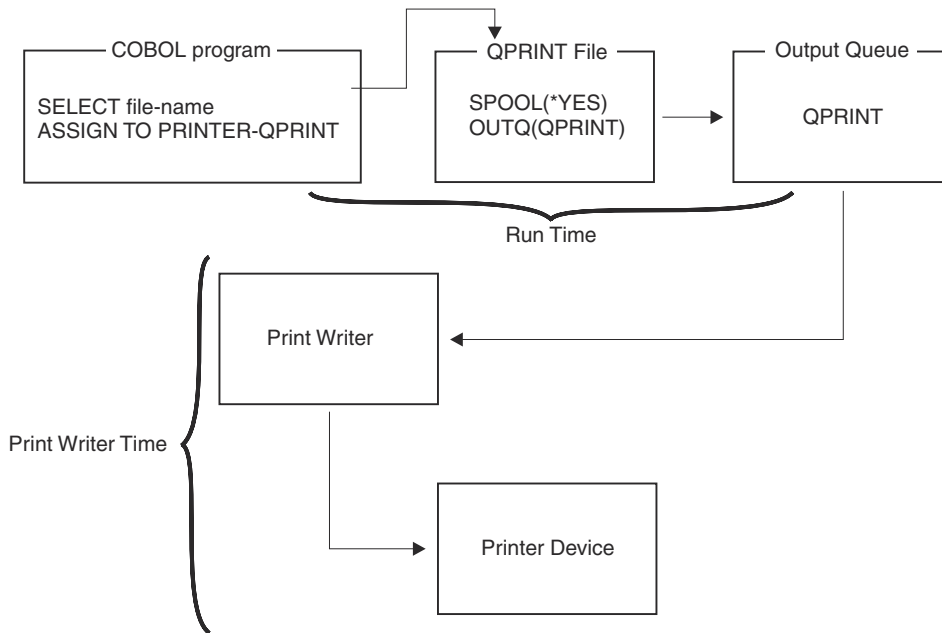 COBOL program
SELECT file-name
ASSIGN TO PRINTER-QPRINT
QPRINT File
SPOOL(*YES)
OUTQ(QPRINT)
Output Queue
QPRINT
Run Time
Print Writer
Print Writer Time
Printer Device